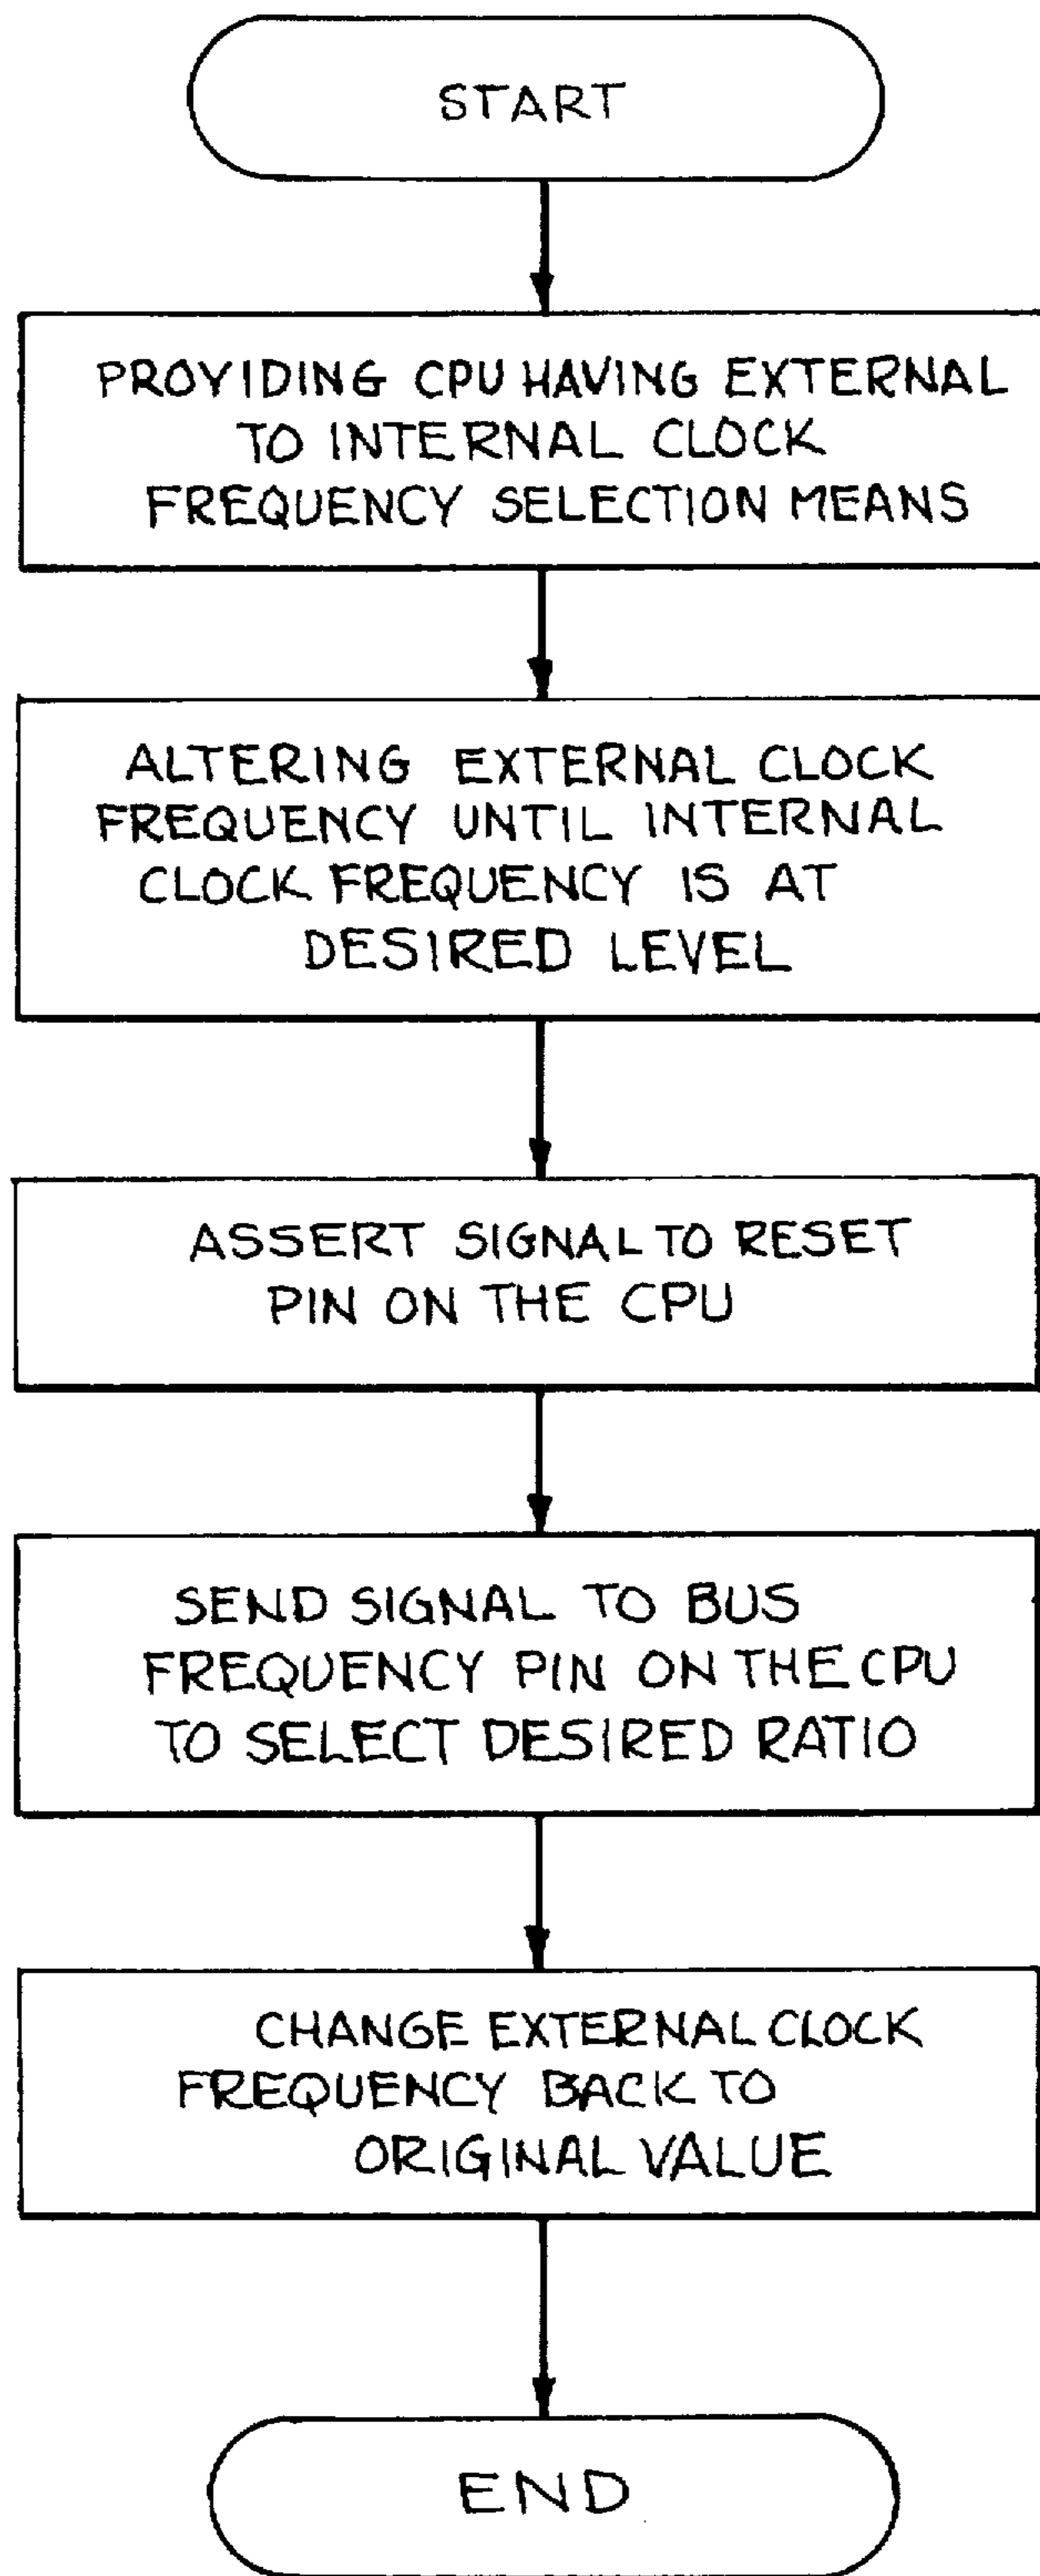 START
PROVIDING CPU HAVING EXTERNAL
TO INTERNAL CLOCK
FREQUENCY SELECTION MEANS
ALTERING EXTERNAL CLOCK
FREQUENCY UNTIL INTERNAL
CLOCK FREQUENCY IS AT
DESIRED LEVEL
ASSERT SIGNAL TO RESET
PIN ON THE CPU
SEND SIGNAL TO BUS
FREQUENCY PIN ON THE CPU
TO SELECT DESIRED RATIO
CHANGE EXTERNAL CLOCK
FREQUENCY BACK TO
ORIGINAL VALUE
END